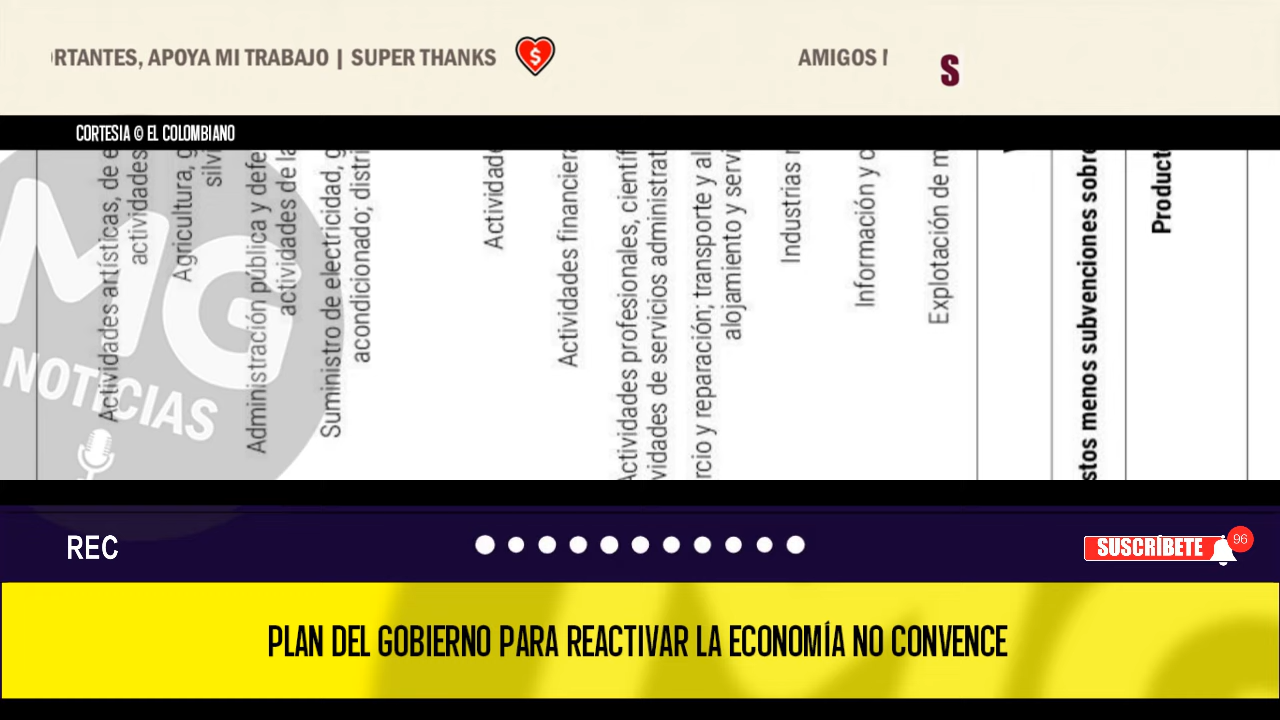 RTANTES, APOYA MI TRABAJO | SUPER THANKS
$
AMIGOS
S
CORTESIA © EL COLOMBIANO
MG
NOTICIAS
Actividades artísticas, de e
actividades
Agricultura, g
silvi
Administración pública y defe
actividades de la
Suministro de electricidad, g
acondicionado; distri
Actividade
Actividades financiera
Actividades profesionales, científ
vidades de servicios administrat
rcio y reparación; transporte y al
alojamiento y servi
Industrias
Información y c
Explotación de m
stos menos subvenciones sobre
Product
REC
SUSCRÍBETE
96
PLAN DEL GOBIERNO PARA REACTIVAR LA ECONOMÍA NO CONVENCE